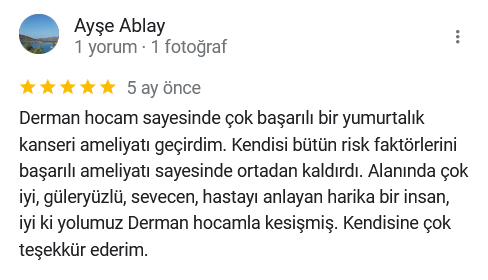 Ayşe Ablay
1 yorum · 1 fotoğraf
5 ay önce
Derman hocam sayesinde çok başarılı bir yumurtalık
kanseri ameliyatı geçirdim. Kendisi bütün risk faktörlerini
başarılı ameliyatı sayesinde ortadan kaldırdı. Alanında çok
iyi, güleryüzlü, sevecen, hastayı anlayan harika bir insan,
iyi ki yolumuz Derman hocamla kesişmiş. Kendisine çok
teşekkür ederim.